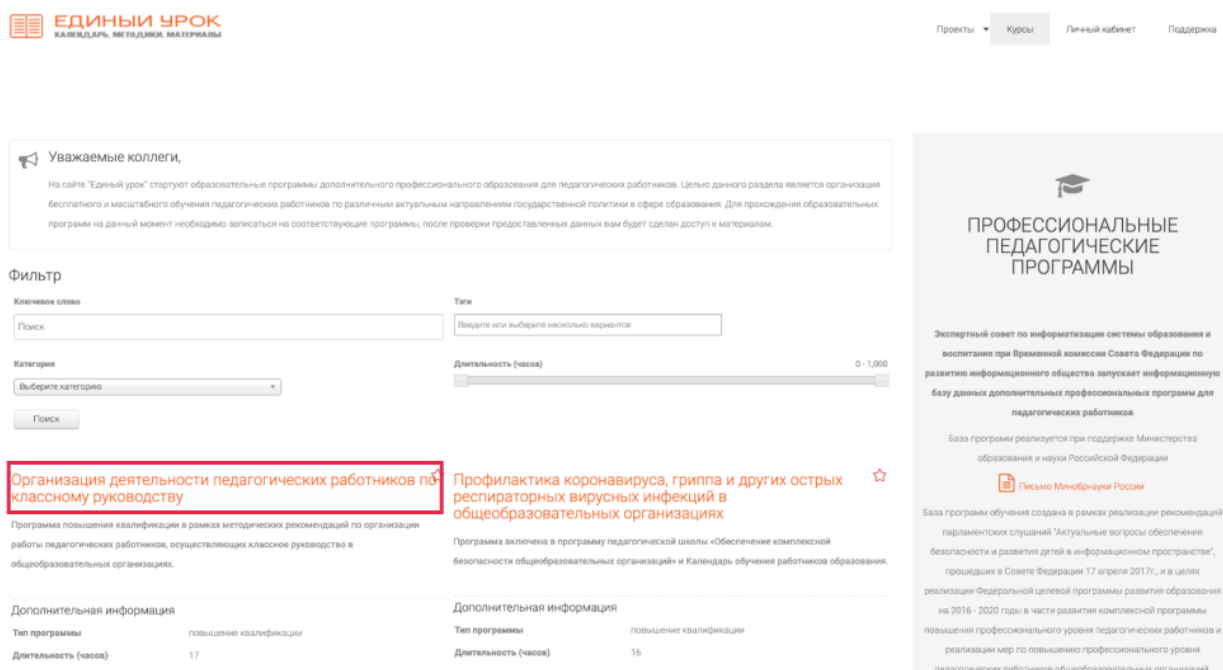 ЕДИНЫЙ УРОК
КАЛЕНДАРЬ, МЕТОДИКИ, МАТЕРИАЛЫ
Проекты
Курсы
Личный кабинет
Поддержка
Уважаемые коллеги,
На сайте "Единый урок" стартуют образовательные программы дополнительного профессионального образования для педагогических работников. Целью данного раздела является организация
бесплатного и масштабного обучения педагогических работников по различным актуальным направлениям государственной политики в сфере образования. Для прохождения образовательных
программ на данный момент необходимо записаться на соответствующие программы, после проверки предоставленных данных вам будет сделан доступ к материалам.
Фильтр
Ключевое слово
Поиск
Таги
Введите или выберите несколько вариантов
Категория
Выберите категорию
Длительность (часов)
0 - 1,000
Поиск
Организация деятельности педагогических работников по
классному руководству
Программа повышения квалификации в рамках методических рекомендаций по организации
работы педагогических работников, осуществляющих классное руководство в
общеобразовательных организациях.
Дополнительная информация
Тип программы
повышение квалификации
Длительность (часов)
17
Профилактика коронавируса, гриппа и других острых
респираторных вирусных инфекций в
общеобразовательных организациях
Программа включена в программу педагогической школы «Обеспечение комплексной
безопасности общеобразовательных организаций» и Календарь обучения работников образования.
Дополнительная информация
Тип программы
повышение квалификации
Длительность (часов)
16
ПРОФЕССИОНАЛЬНЫЕ
ПЕДАГОГИЧЕСКИЕ
ПРОГРАММЫ
Экспертный совет по информатизации системы образования и
воспитания при Временной комиссии Совета Федерации по
развитию информационного общества запускает информационную
базу данных дополнительных профессиональных программ для
педагогических работников
База программ реализуется при поддержке Министерства
образования и науки Российской Федерации
Письмо Минобрнауки России
База программ обучения создана в рамках реализации рекомендаций
парламентских слушаний "Актуальные вопросы обеспечения
безопасности и развития детей в информационном пространстве",
прошедших в Совете Федерации 17 апреля 2017г., и в целях
реализации Федеральной целевой программы развития образования
на 2016 - 2020 годы в части развития комплексной программы
повышения профессионального уровня педагогических работников и
реализации мер по повышению профессионального уровня
педагогических работников общеобразовательных организаций